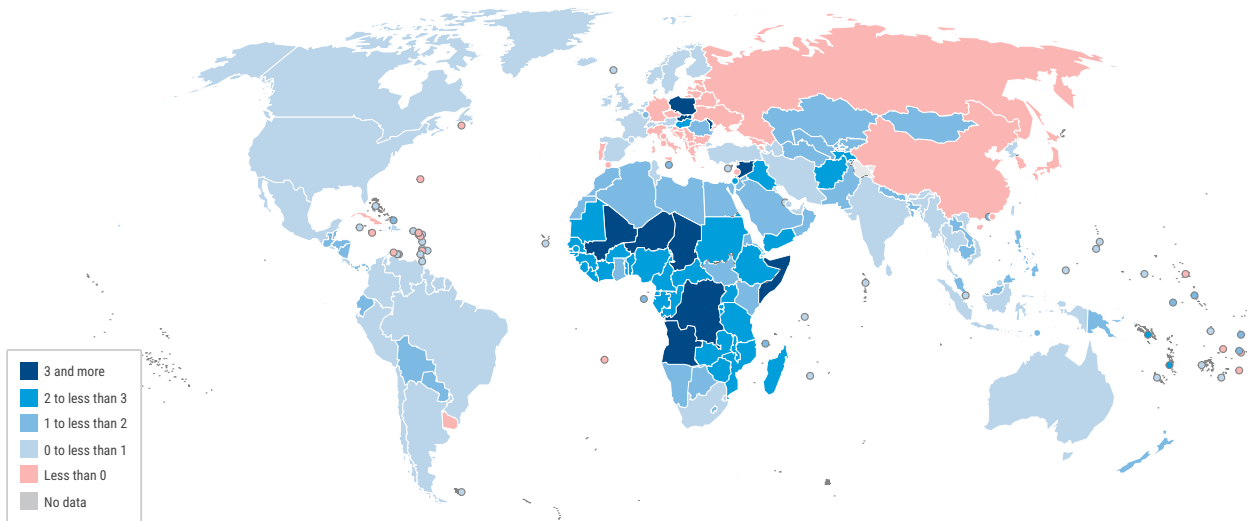 3 and more
2 to less than 3
1 to less than 2
0 to less than 1
Less than 0
No data